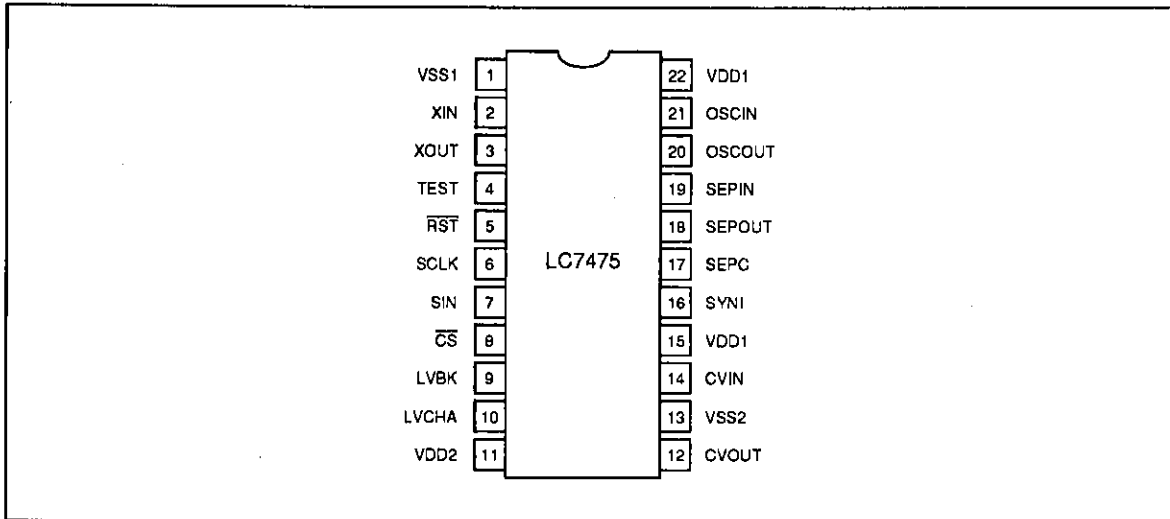 VSS1 1 22 VDD1
XIN 2 21 OSCIN
XOUT 3 20 OSCOUT
TEST 4 19 SEPIN
RST 5 18 SEPOUT
SCLK 6 LC7475 17 SEPC
SIN 7 16 SYNI
CS 8 15 VDD1
LVBK 9 14 CVIN
LVCHA 10 13 VSS2
VDD2 11 12 CVOUT